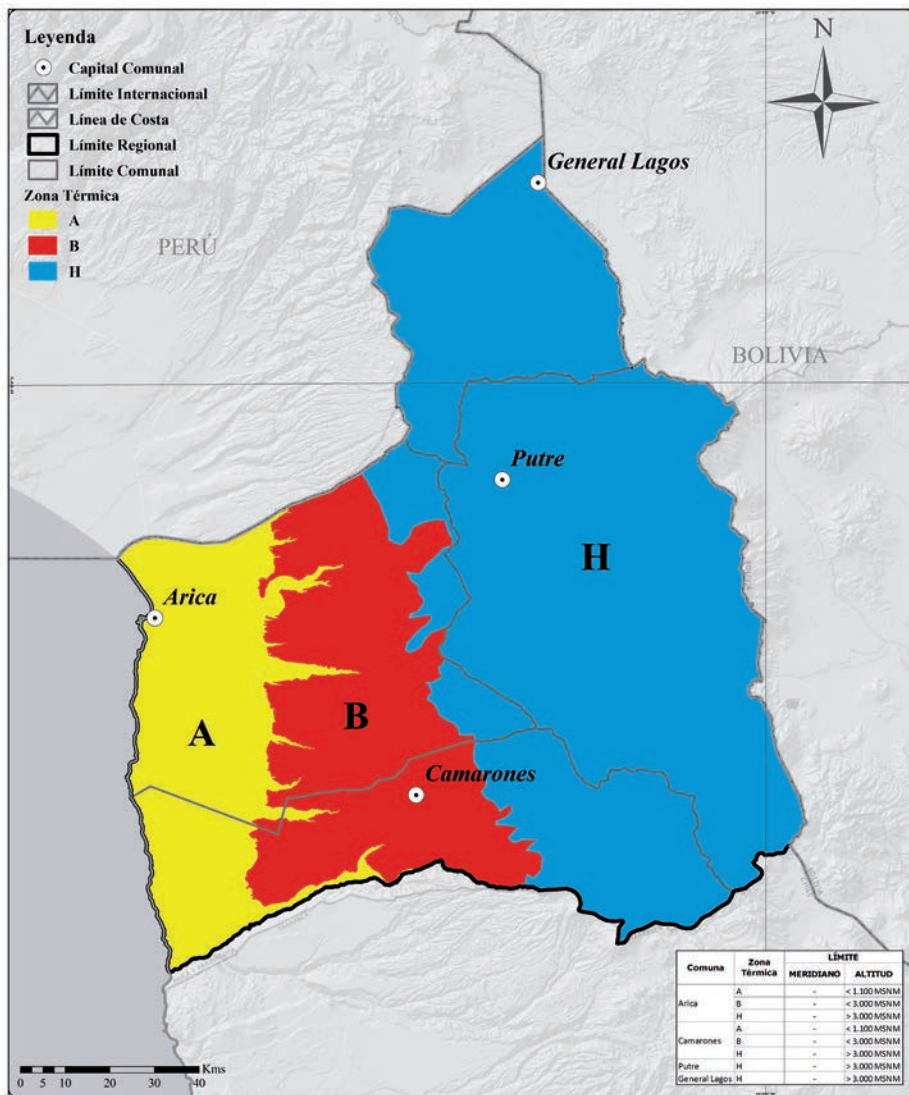 Leyenda
Capital Comunal
Límite Internacional
Línea de Costa
Límite Regional
Límite Comunal
Zona Térmica
A
B
H
N
General Lagos
PERÚ
BOLIVIA
Putre
H
Arica
A
B
Camarones
0 5 10 20 30 40 Kms
Comuna Zona Térmica LÍMITE
MERIDIANO ALTITUD
Arica A - < 1.100 MSNM
B - < 3.000 MSNM
H - > 3.000 MSNM
Camarones A - < 1.100 MSNM
B - < 3.000 MSNM
H - > 3.000 MSNM
Putre H - > 3.000 MSNM
General Lagos H - > 3.000 MSNM